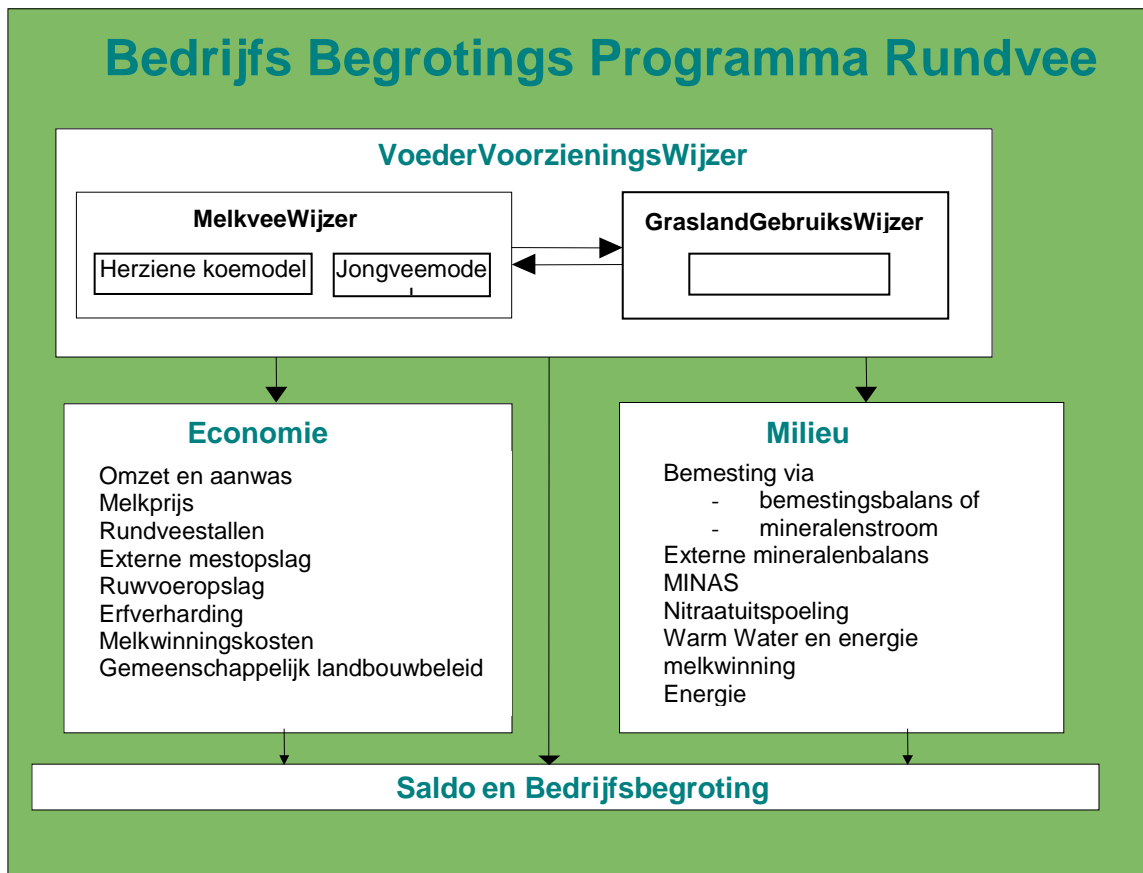 Bedrijfs Begrotings Programma Rundvee
VoederVoorzieningsWijzer
MelkveeWijzer
Herziene koemodel
Jongveemode
GraslandGebruiksWijzer
Economie
Omzet en aanwas
Melkprijs
Rundveestallen
Externe mestopslag
Ruwvoeropslag
Erfverharding
Melkwinningskosten
Gemeenschappelijk landbouwbeleid
Milieu
Bemesting via
- bemestingsbalans of
- mineralenstroom
Externe mineralenbalans
MINAS
Nitraatuitspoeling
Warm Water en energie
melkwinning
Energie
Saldo en Bedrijfsbegroting